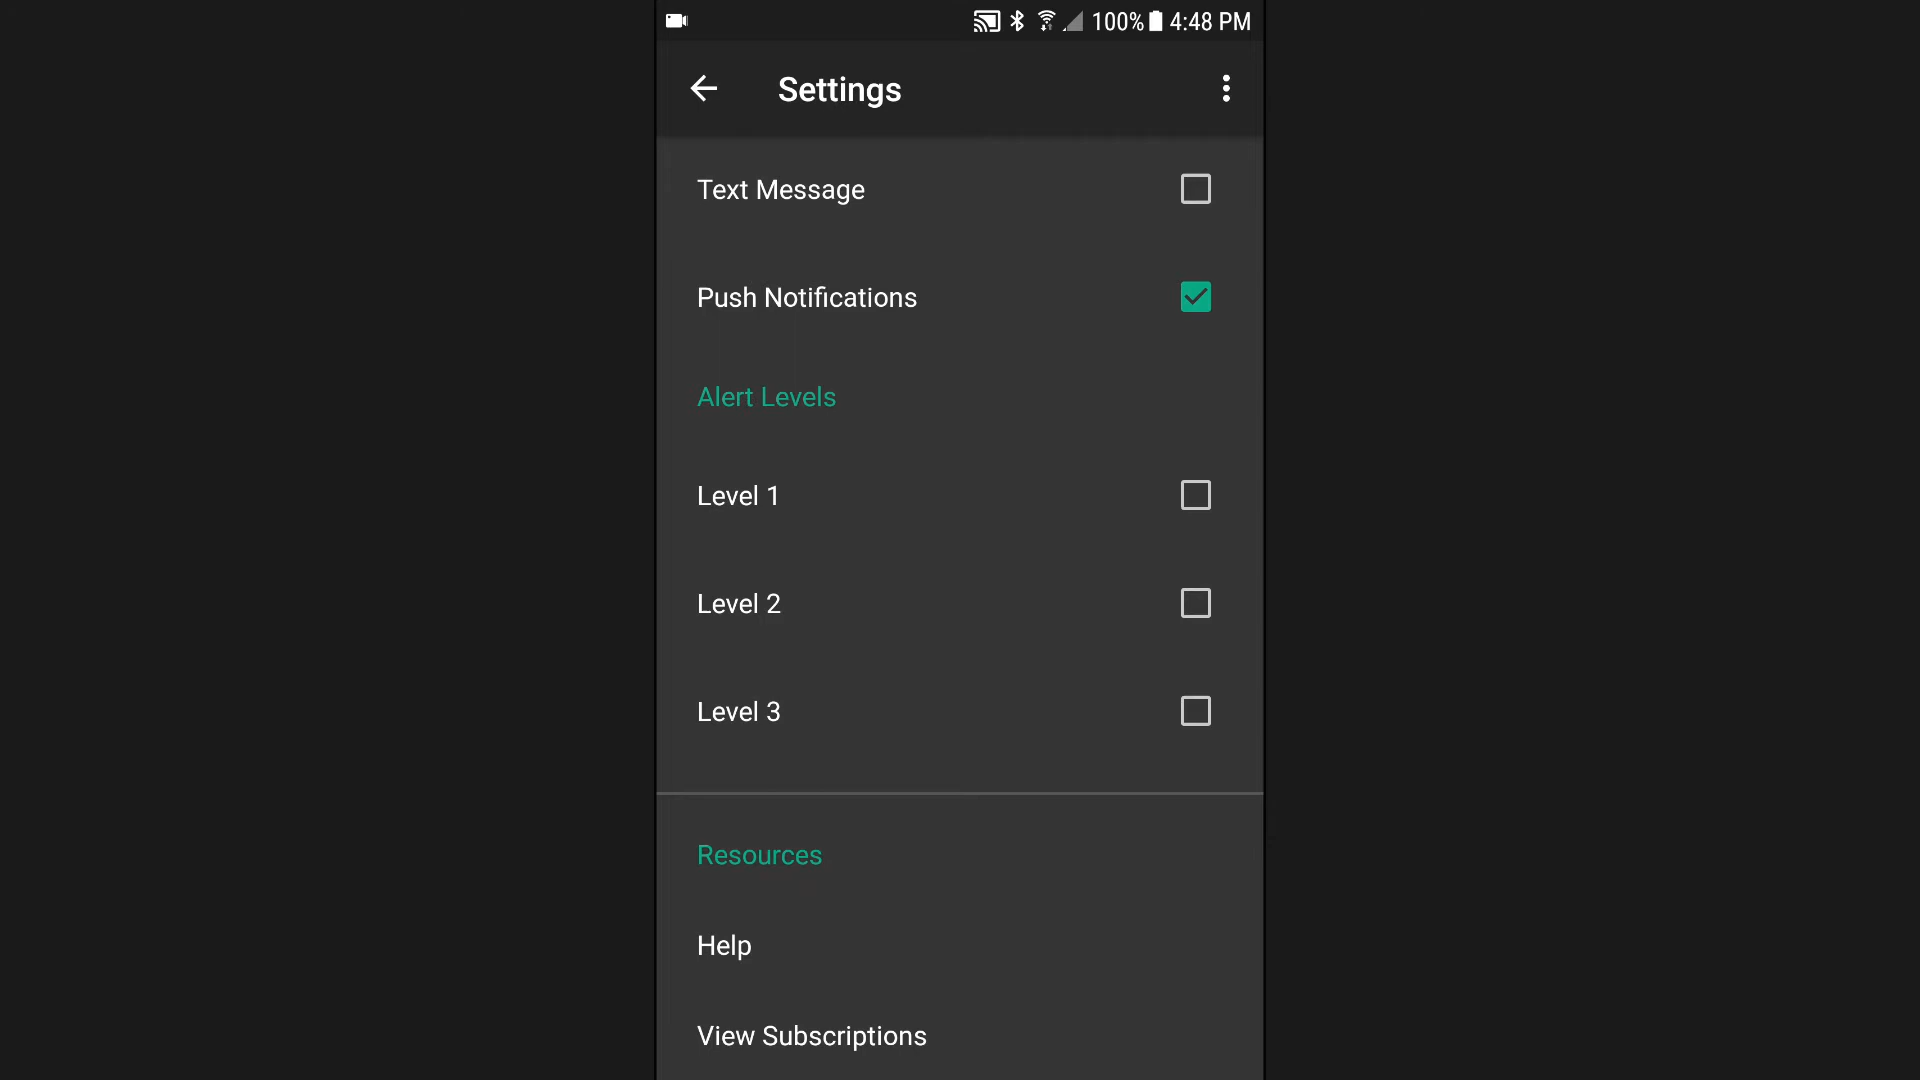 100% 4:48 PM
Settings
Text Message
Push Notifications
Alert Levels
Level 1
Level 2
Level 3
Resources
Help
View Subscriptions